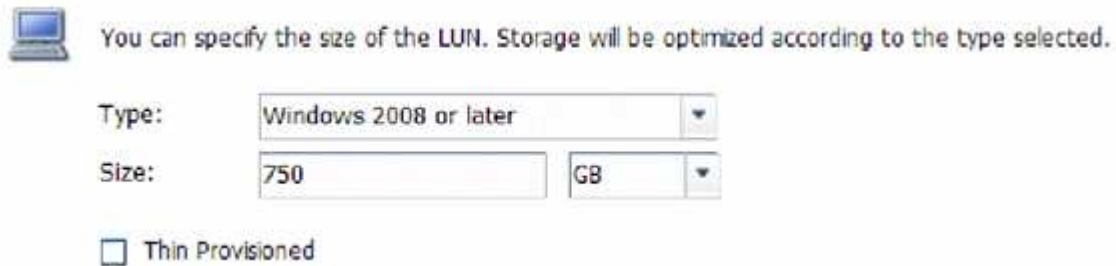 You can specify the size of the LUN. Storage will be optimized according to the type selected.
Type: Windows 2008 or later
Size: 750 GB
Thin Provisioned